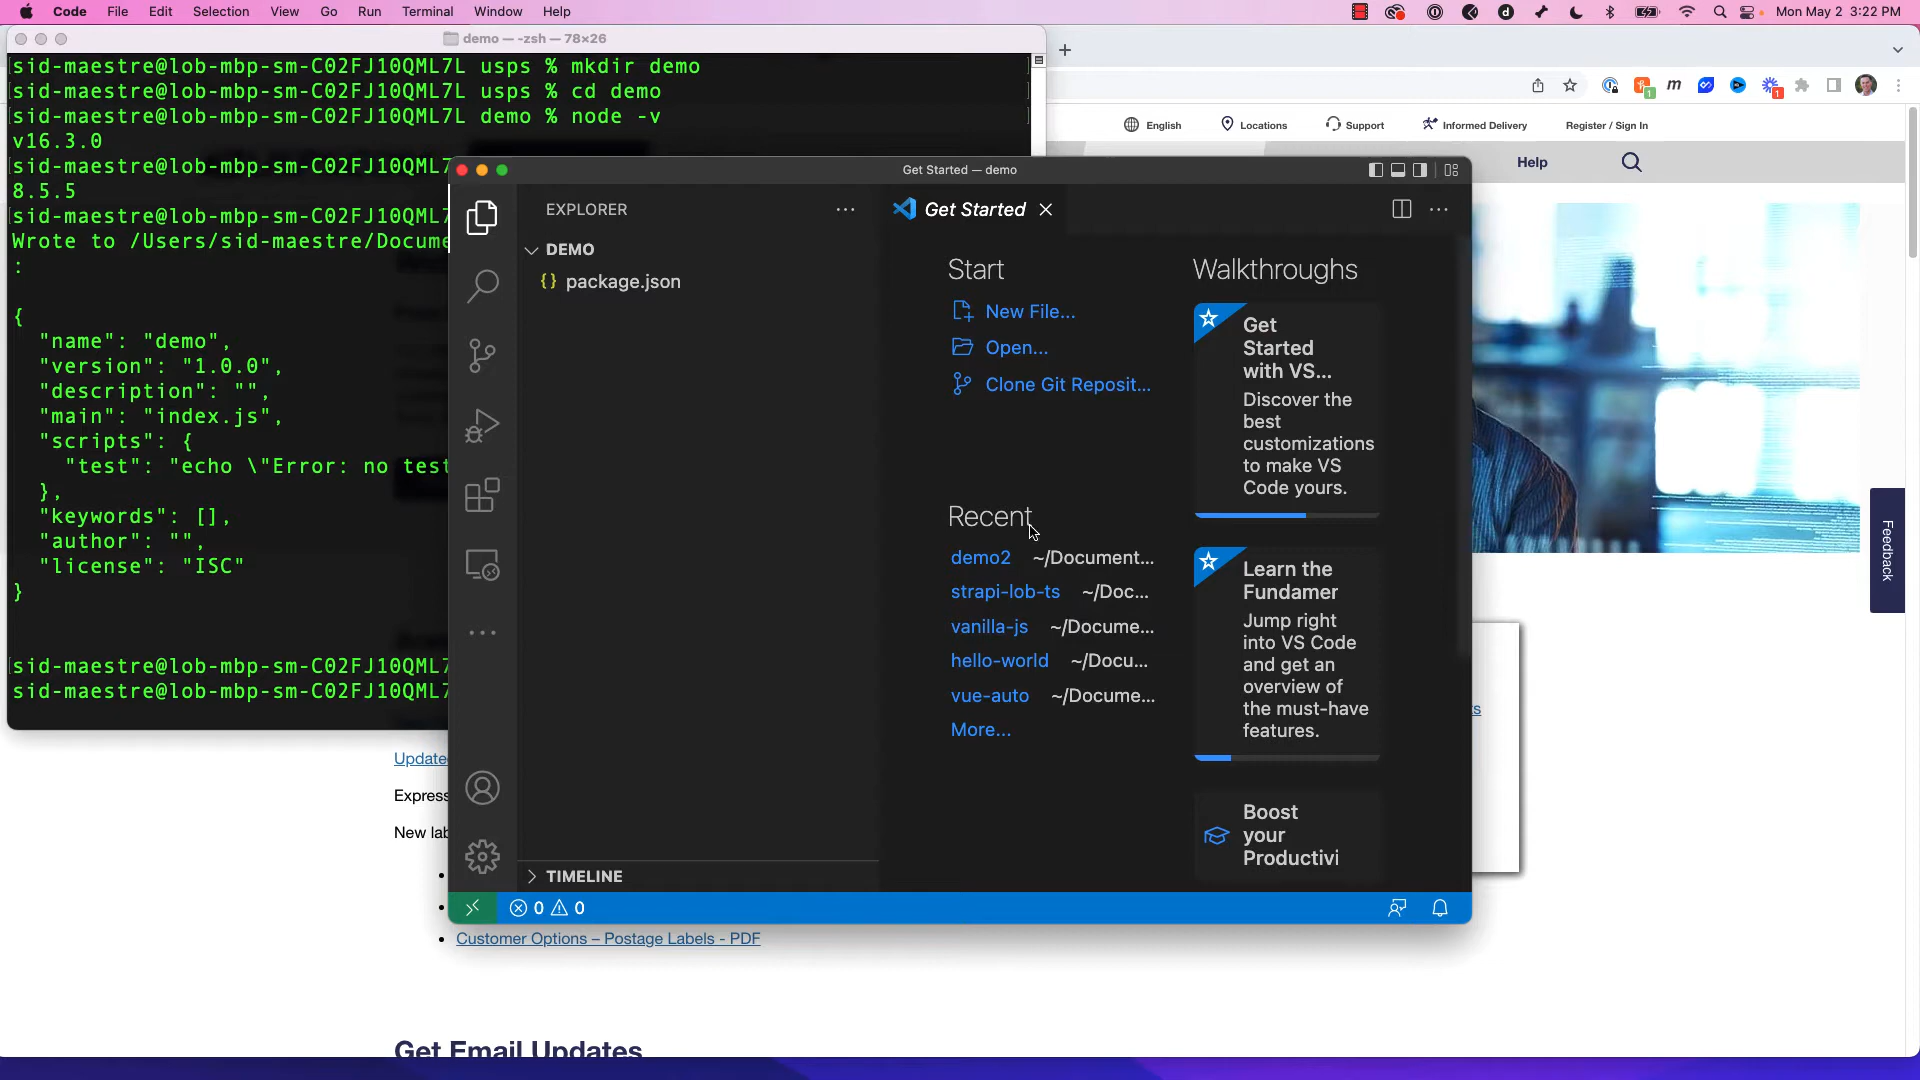 Code File Edit Selection View Go Run Terminal Window Help
Mon May 2 3:22 PM
demo — -zsh — 78×26
sid-maestre@lob-mbp-sm-C02FJ10QML7L usps % mkdir demo
sid-maestre@lob-mbp-sm-C02FJ10QML7L usps % cd demo
sid-maestre@lob-mbp-sm-C02FJ10QML7L demo % node -v
v16.3.0
sid-maestre@lob-mbp-sm-C02FJ10QML7
8.5.5
sid-maestre@lob-mbp-sm-C02FJ10QML7
Wrote to /Users/sid-maestre/Docume
:
{
"name": "demo",
"version": "1.0.0",
"description": "",
"main": "index.js",
"scripts": {
"test": "echo \"Error: no test
},
"keywords": [],
"author": "",
"license": "ISC"
}
sid-maestre@lob-mbp-sm-C02FJ10QML7
sid-maestre@lob-mbp-sm-C02FJ10QML7
English Locations Support Informed Delivery Register / Sign In
Help
Get Started — demo
EXPLORER
DEMO
{} package.json
TIMELINE
Get Started
Start
New File...
Open...
Clone Git Reposit...
Recent
demo2 ~/Document...
strapi-lob-ts ~/Doc...
vanilla-js ~/Docume...
hello-world ~/Docu...
vue-auto ~/Docume...
More...
Walkthroughs
Get
Started
with VS...
Discover the
best
customizations
to make VS
Code yours.
Learn the
Fundamer
Jump right
into VS Code
and get an
overview of
the must-have
features.
Boost
your
Productivi
0 0
Feedback
ts
Update
Express
New lab
Customer Options – Postage Labels - PDF
Get Email Updates